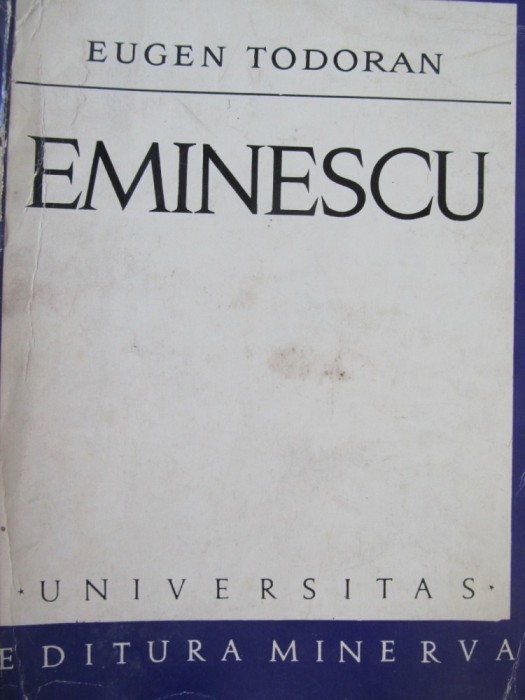 EUGEN TODORAN
EMINESCU
· UNIVERSITAS ·
EDITURA MINERVA